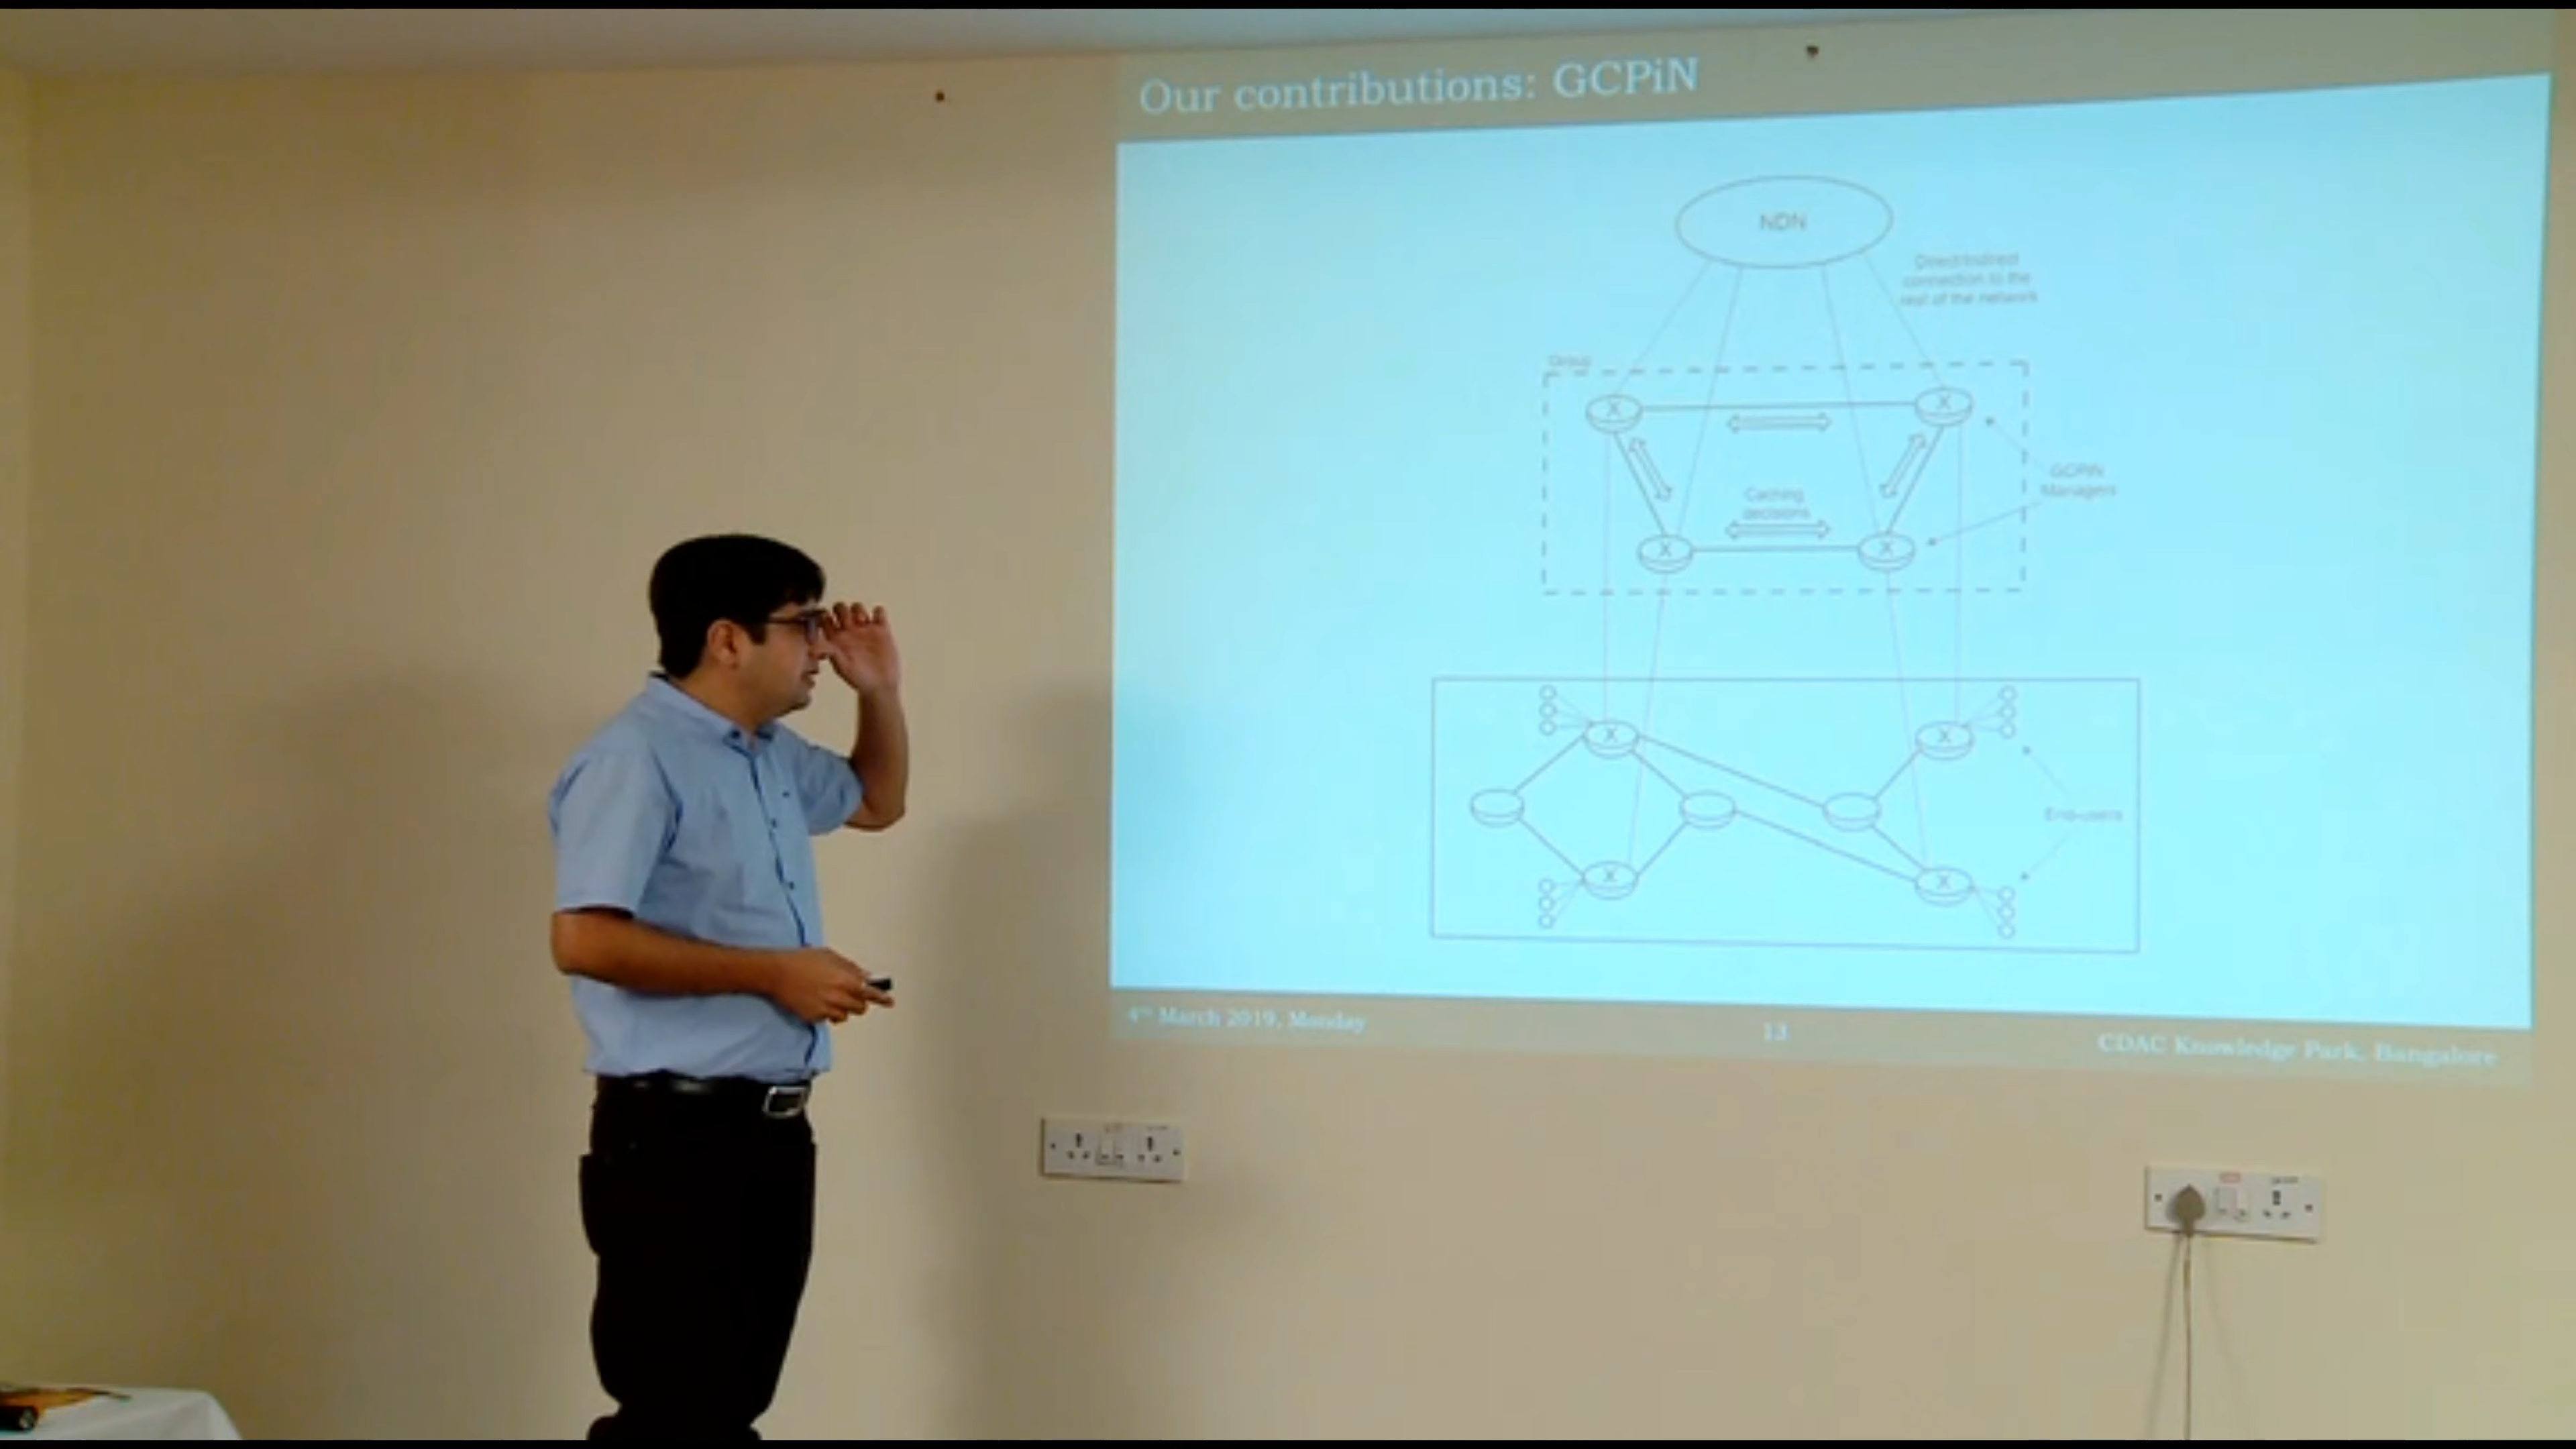 Our contributions: GCPiN
NDN
Direct/Indirect
connection to the
rest of the network
Group
X
X
GCPiN
Managers
Caching
decisions
X
X
X
X
End-users
X
X
4th March 2019, Monday
13
CDAC Knowledge Park, Bangalore